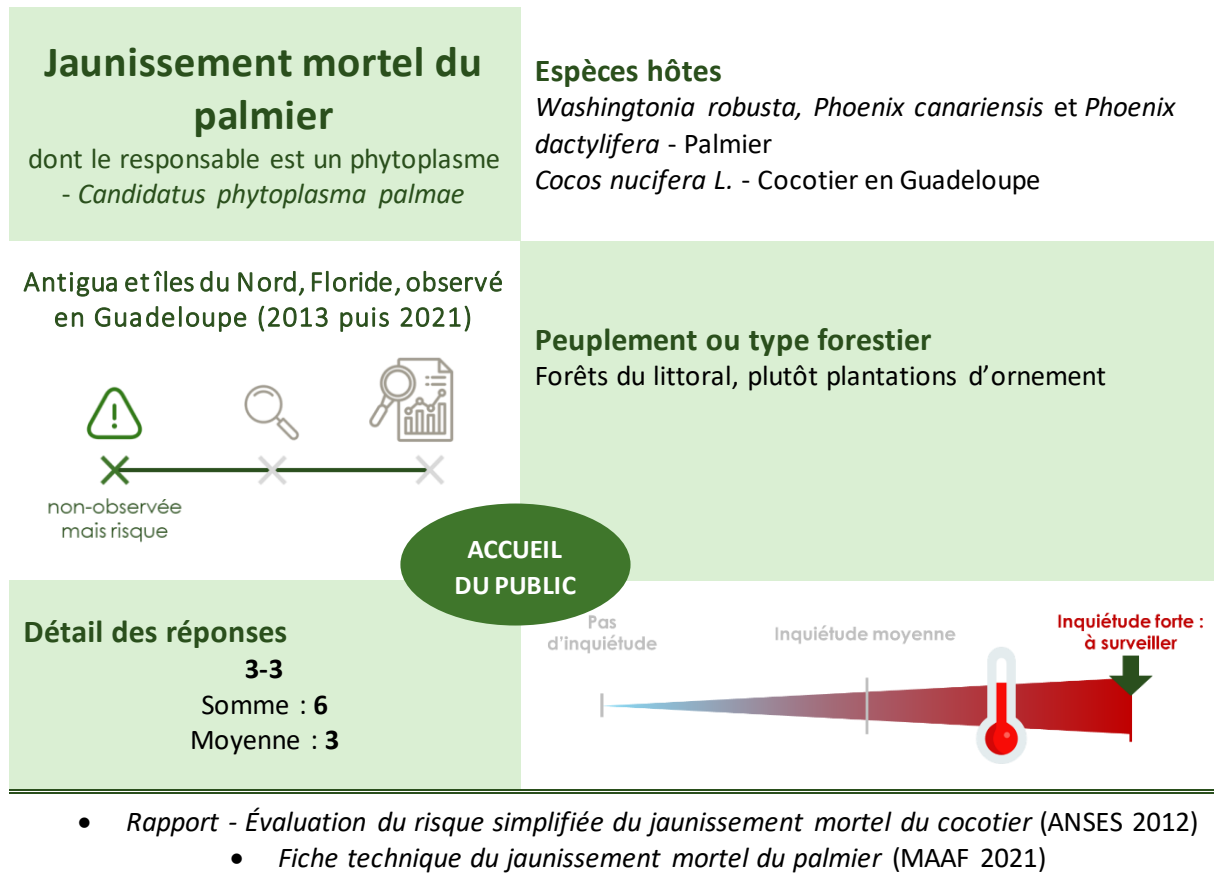 Jaunissement mortel du
palmier
dont le responsable est un phytoplasme
- Candidatus phytoplasma palmae
Espèces hôtes
Washingtonia robusta, Phoenix canariensis et Phoenix
dactylifera - Palmier
Cocos nucifera L. - Cocotier en Guadeloupe
Antigua et îles du Nord, Floride, observé
en Guadeloupe (2013 puis 2021)
non-observée
mais risque
Peuplement ou type forestier
Forêts du littoral, plutôt plantations d’ornement
ACCUEIL
DU PUBLIC
Détail des réponses
3-3
Somme : 6
Moyenne : 3
Pas
d’inquiétude
Inquiétude moyenne
Inquiétude forte :
à surveiller
• Rapport - Évaluation du risque simplifiée du jaunissement mortel du cocotier (ANSES 2012)
• Fiche technique du jaunissement mortel du palmier (MAAF 2021)